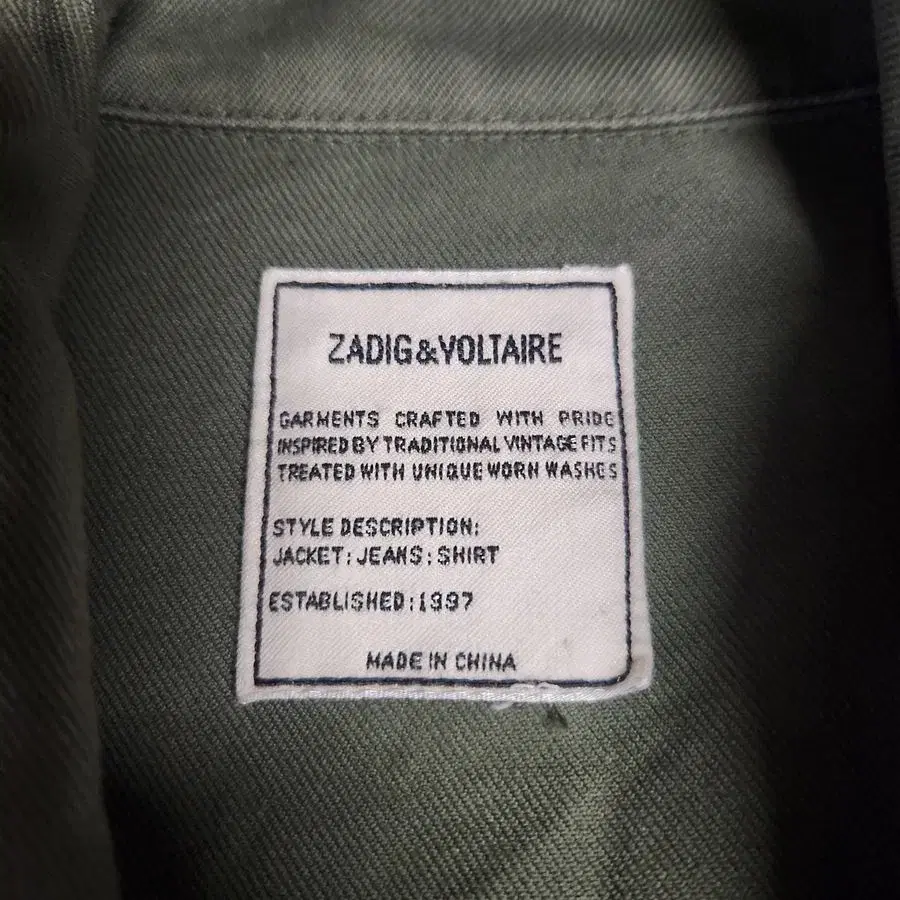 ZADIG&VOLTAIRE
GARMENTS CRAFTED WITH PRIDE
INSPIRED BY TRADITIONAL VINTAGE FITS
TREATED WITH UNIQUE WORN WASHES
STYLE DESCRIPTION:
JACKET:JEANS:SHIRT
ESTABLISHED:1997
MADE IN CHINA